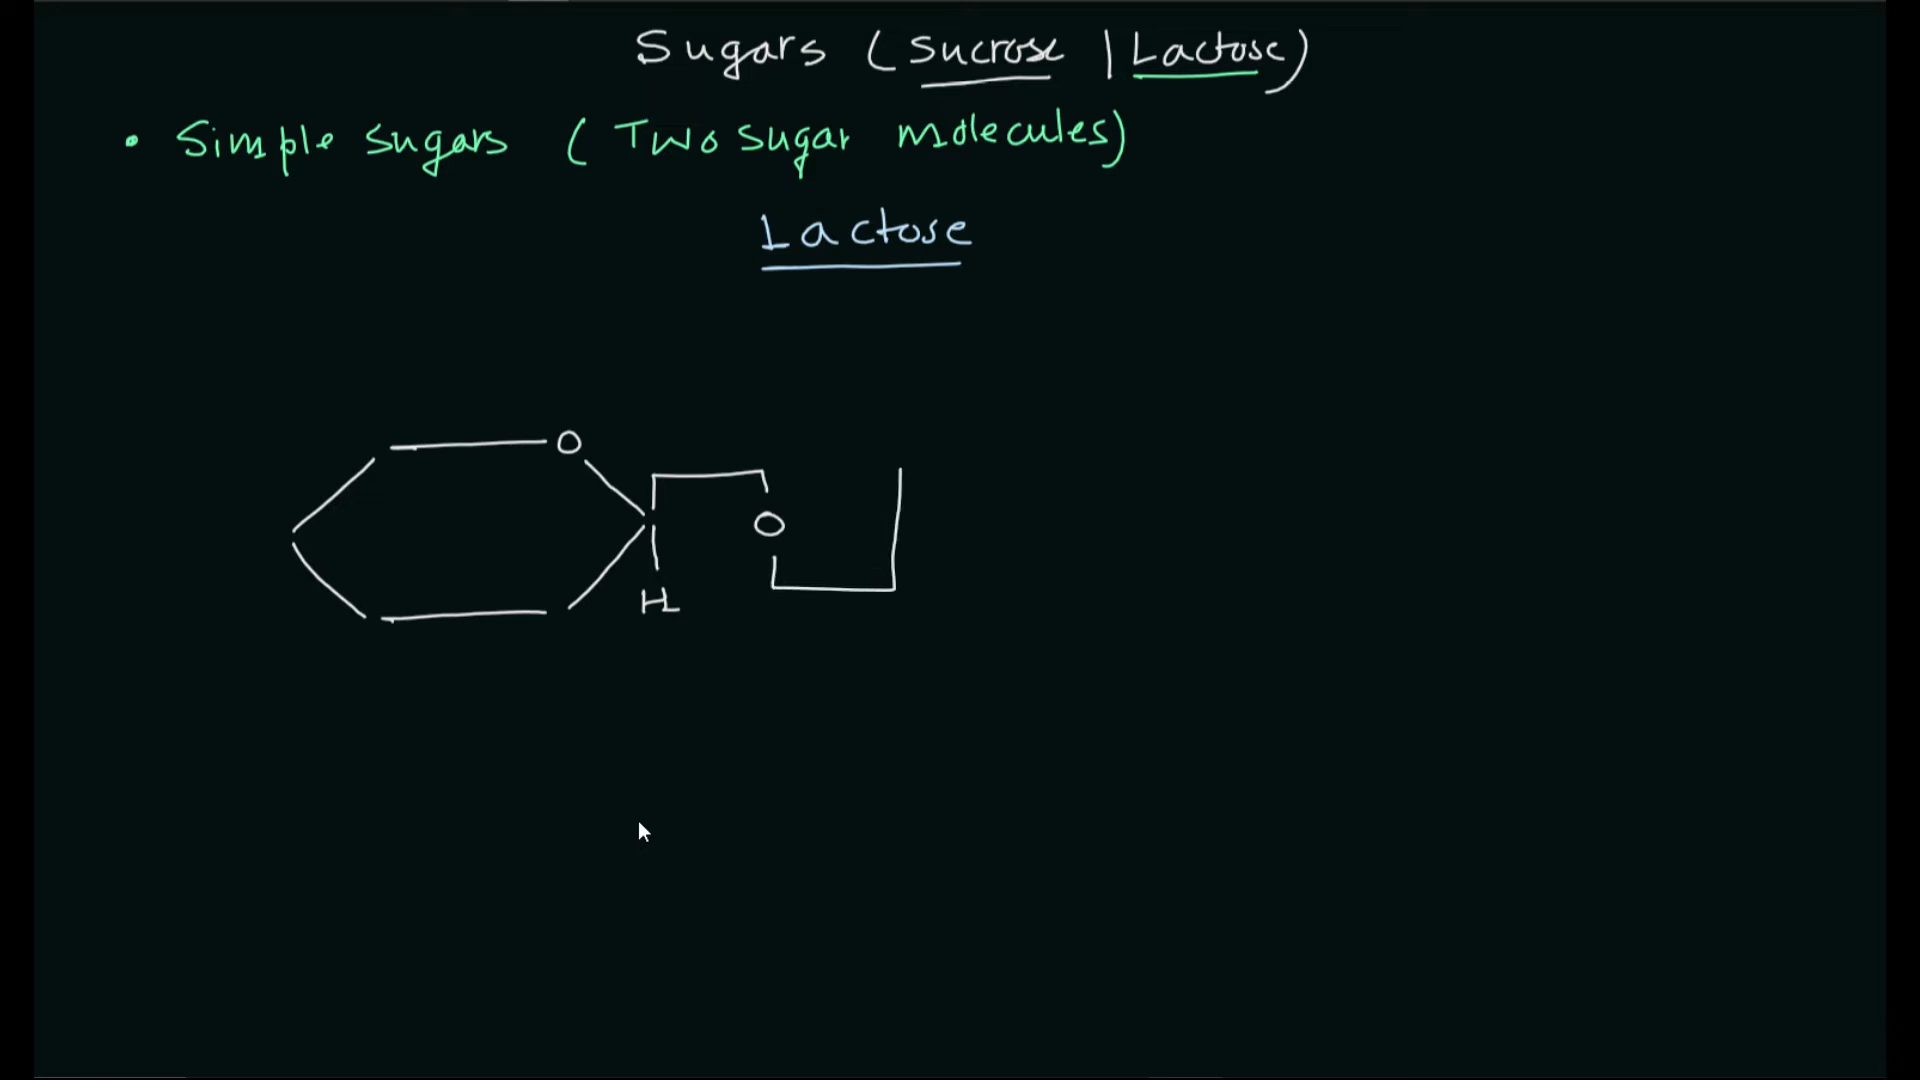 Sugars (Sucrose | Lactose)
• Simple sugars (Two sugar molecules)
Lactose
O
O
H